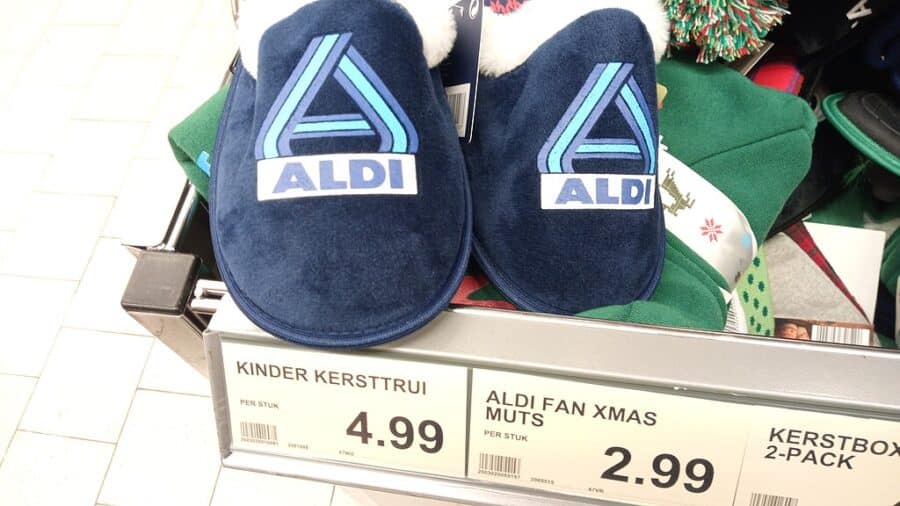 ALDI
ALDI
KINDER KERSTTRUI
PER STUK
4.99
ALDI FAN XMAS
MUTS
PER STUK
2.99
KERSTBOX
2-PACK